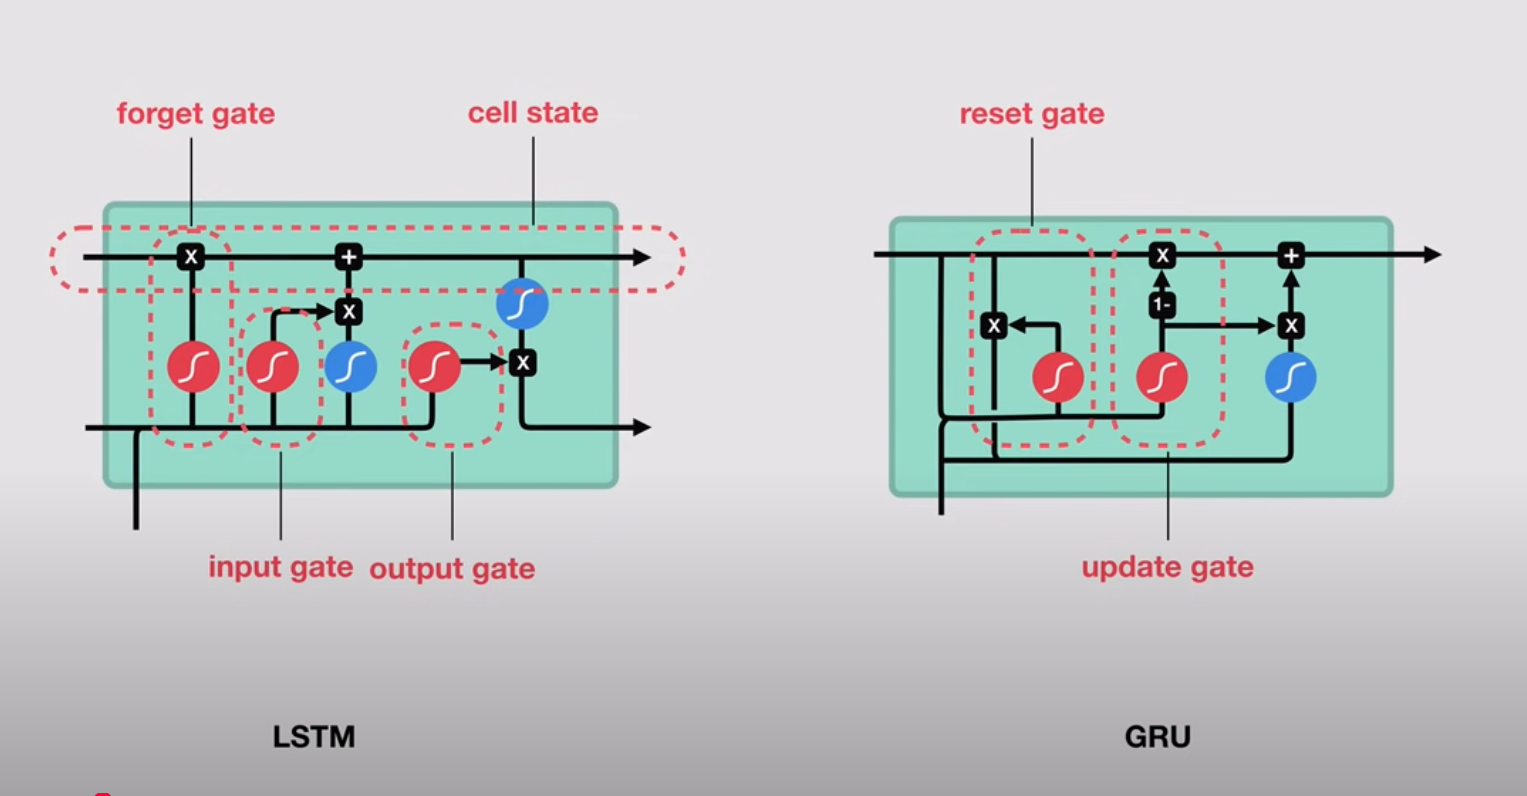 forget gate
cell state
reset gate
X
+
X
+
X
1-
X
X
X
input gate
output gate
update gate
LSTM
GRU